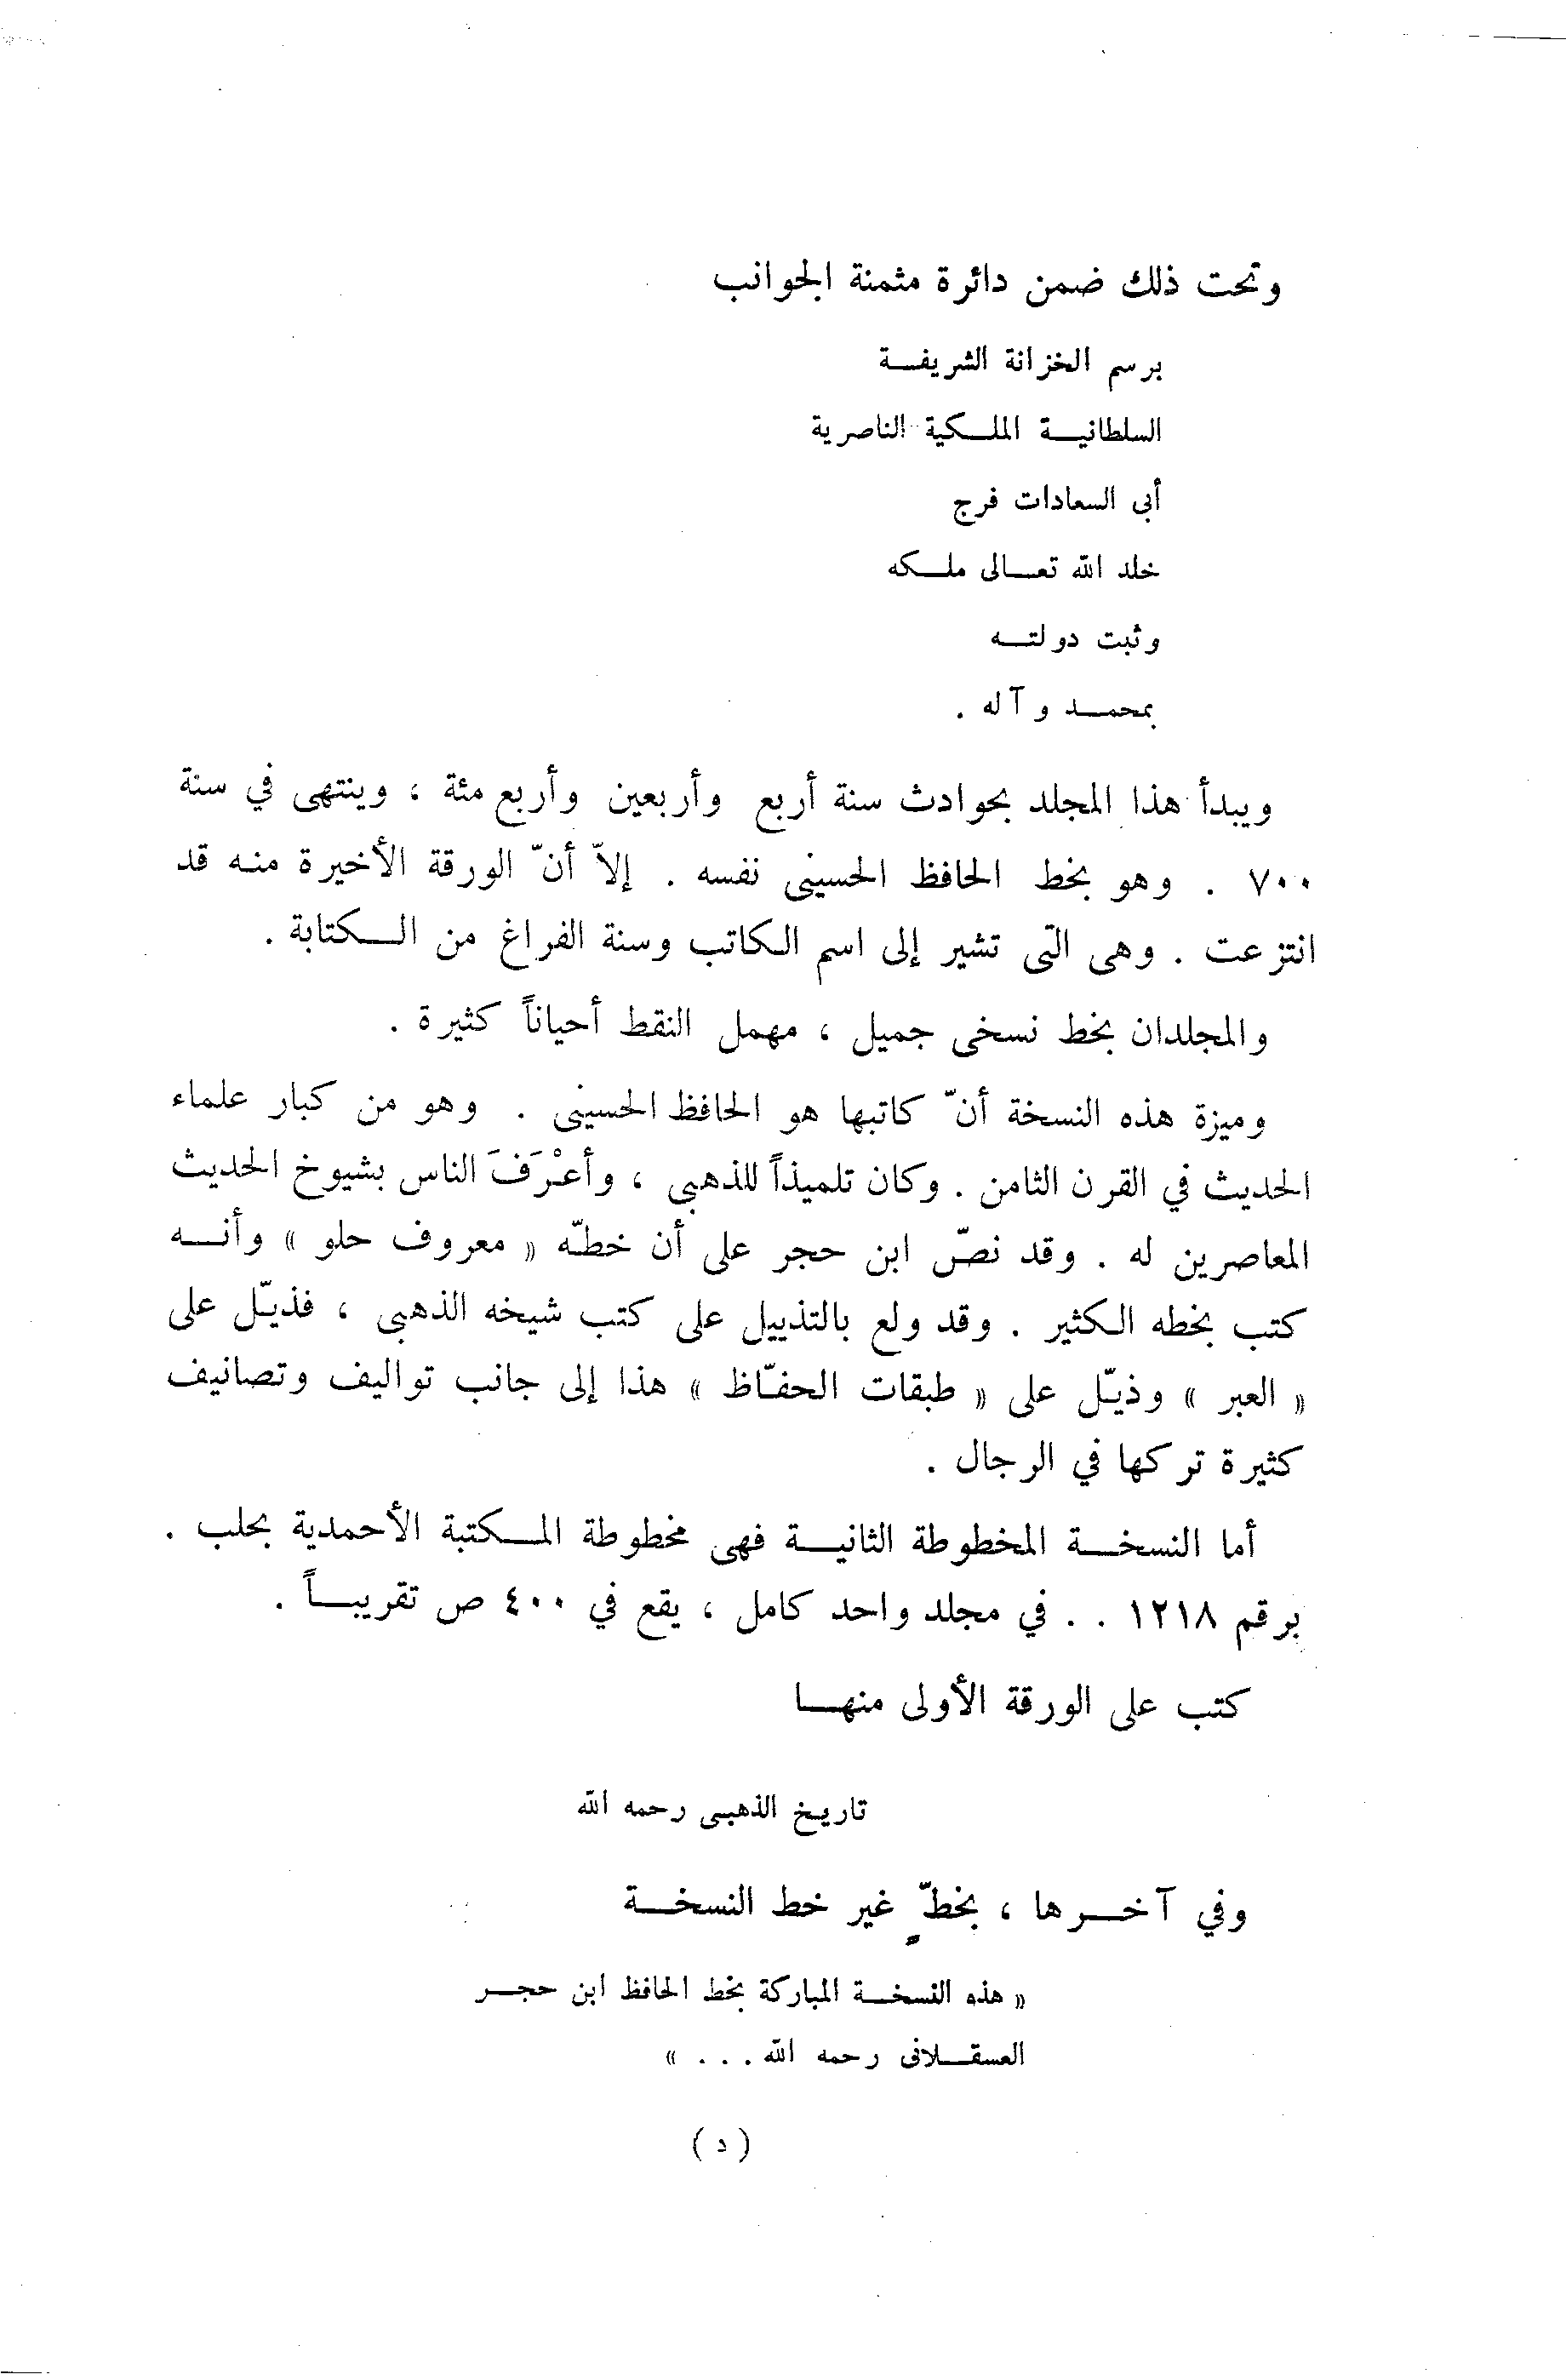 وتحت ذلك ضمن دائرة مثمنة الجوانب
برسم الخزانة الشريفة
السلطانية الملكية الناصرية
أبى السعادات فرج
خلد الله تعالى ملكه
وثبت دولته
بمحمد وآله .
ويبدأ هذا المجلد بحوادث سنة أربع وأربعين وأربع مئة ، وينتهى في سنة
٧٠٠ . وهو بخط الحافظ الحسينى نفسه . إلاّ أنّ الورقة الأخيرة منه قد
انتزعت . وهى التى تشير إلى اسم الكاتب وسنة الفراغ من الكتابة .
والمجلدان بخط نسخى جميل ، مهمل النقط أحياناً كثيرة .
وميزة هذه النسخة أنّ كاتبها هو الحافظ الحسينى . وهو من كبار علماء
الحديث في القرن الثامن . وكان تلميذاً للذهبى ، وأعْرَفَ الناس بشيوخ الحديث
المعاصرين له . وقد نصّ ابن حجر على أن خطّه « معروف حلو » وأنه
كتب بخطه الكثير . وقد ولع بالتذييل على كتب شيخه الذهبى ، فذيّل على
« العبر » وذيّل على « طبقات الحفّاظ » هذا إلى جانب تواليف وتصانيف
كثيرة تركها في الرجال .
أما النسخة المخطوطة الثانية فهى مخطوطة المكتبة الأحمدية بحلب .
برقم ١٢١٨ . . في مجلد واحد كامل ، يقع في ٤٠٠ ص تقريباً .
كتب على الورقة الأولى منها
تاريخ الذهبى رحمه الله
وفي آخرها ، بخطّ غير خط النسخة
« هذه النسخة المباركة بخط الحافظ ابن حجر
العسقلانى رحمه الله . . . »
( د )